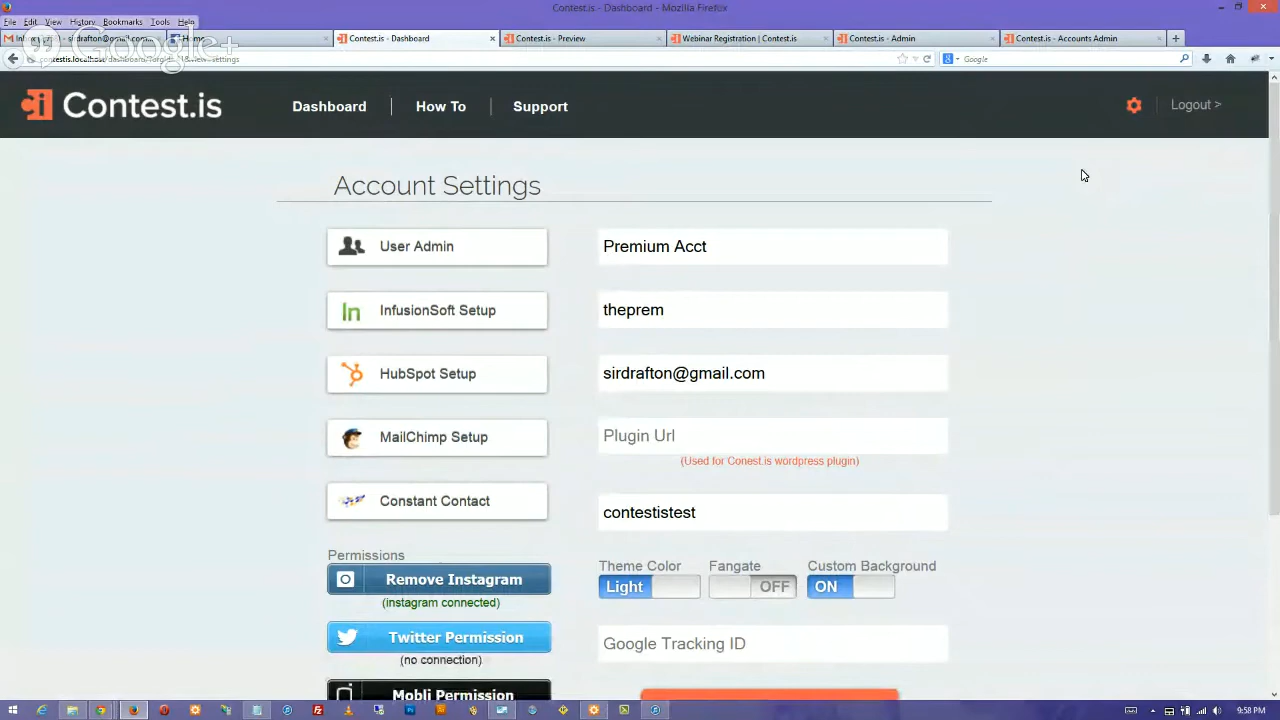 Contest.is - Dashboard - Mozilla Firefox
File Edit View History Bookmarks Tools Help
Google+
sirdrafton@gmail.com
Contest.is - Dashboard
Contest.is - Preview
Webinar Registration | Contest.is
Contest.is - Admin
Contest.is - Accounts Admin
Google
Contest.is
Dashboard
How To
Support
Logout >
Account Settings
User Admin
Premium Acct
InfusionSoft Setup
theprem
HubSpot Setup
sirdrafton@gmail.com
MailChimp Setup
Plugin Url
(Used for Conest.is wordpress plugin)
Constant Contact
contestistest
Permissions
Theme Color
Fangate
Custom Background
Remove Instagram
Light
OFF
ON
(instagram connected)
Twitter Permission
Google Tracking ID
(no connection)
Mobli Permission
9:58 PM